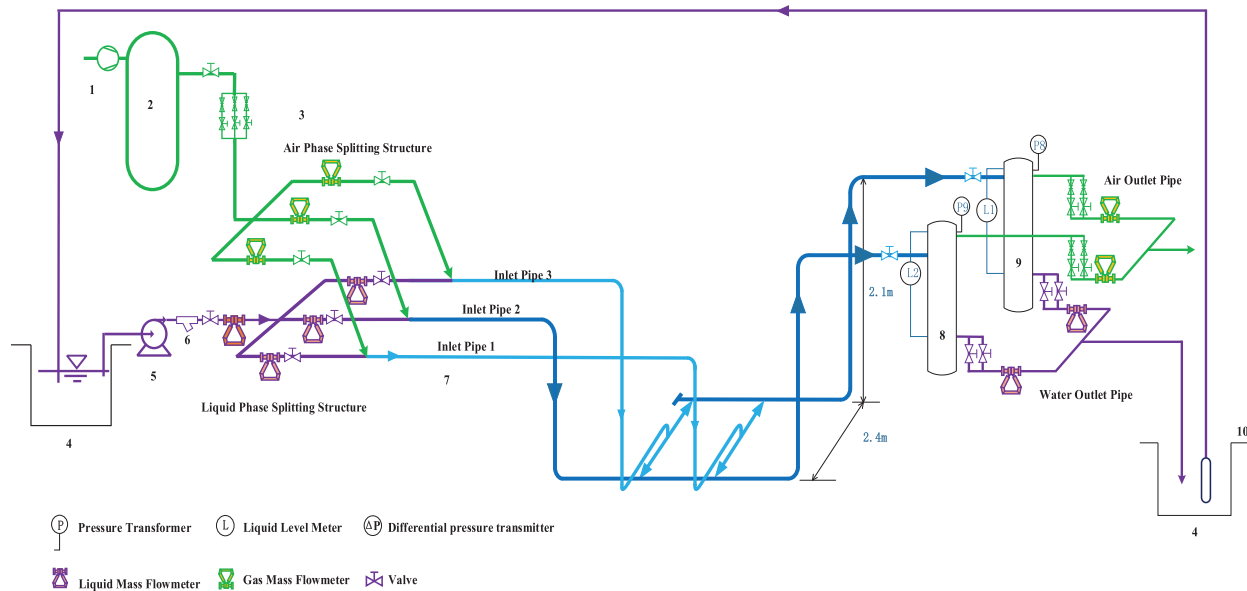 1
2
3
Air Phase Splitting Structure
P8
Air Outlet Pipe
P9
L1
L2
Inlet Pipe 3
9
2.1m
Inlet Pipe 2
6
8
Inlet Pipe 1
5
7
Liquid Phase Splitting Structure
Water Outlet Pipe
4
2.4m
10
P Pressure Transformer
L Liquid Level Meter
ΔP Differential pressure transmitter
4
Liquid Mass Flowmeter
Gas Mass Flowmeter
Valve